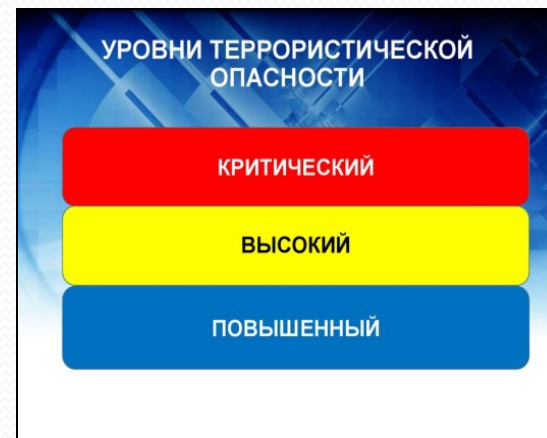 УРОВНИ ТЕРРОРИСТИЧЕСКОЙ
ОПАСНОСТИ
КРИТИЧЕСКИЙ
ВЫСОКИЙ
ПОВЫШЕННЫЙ